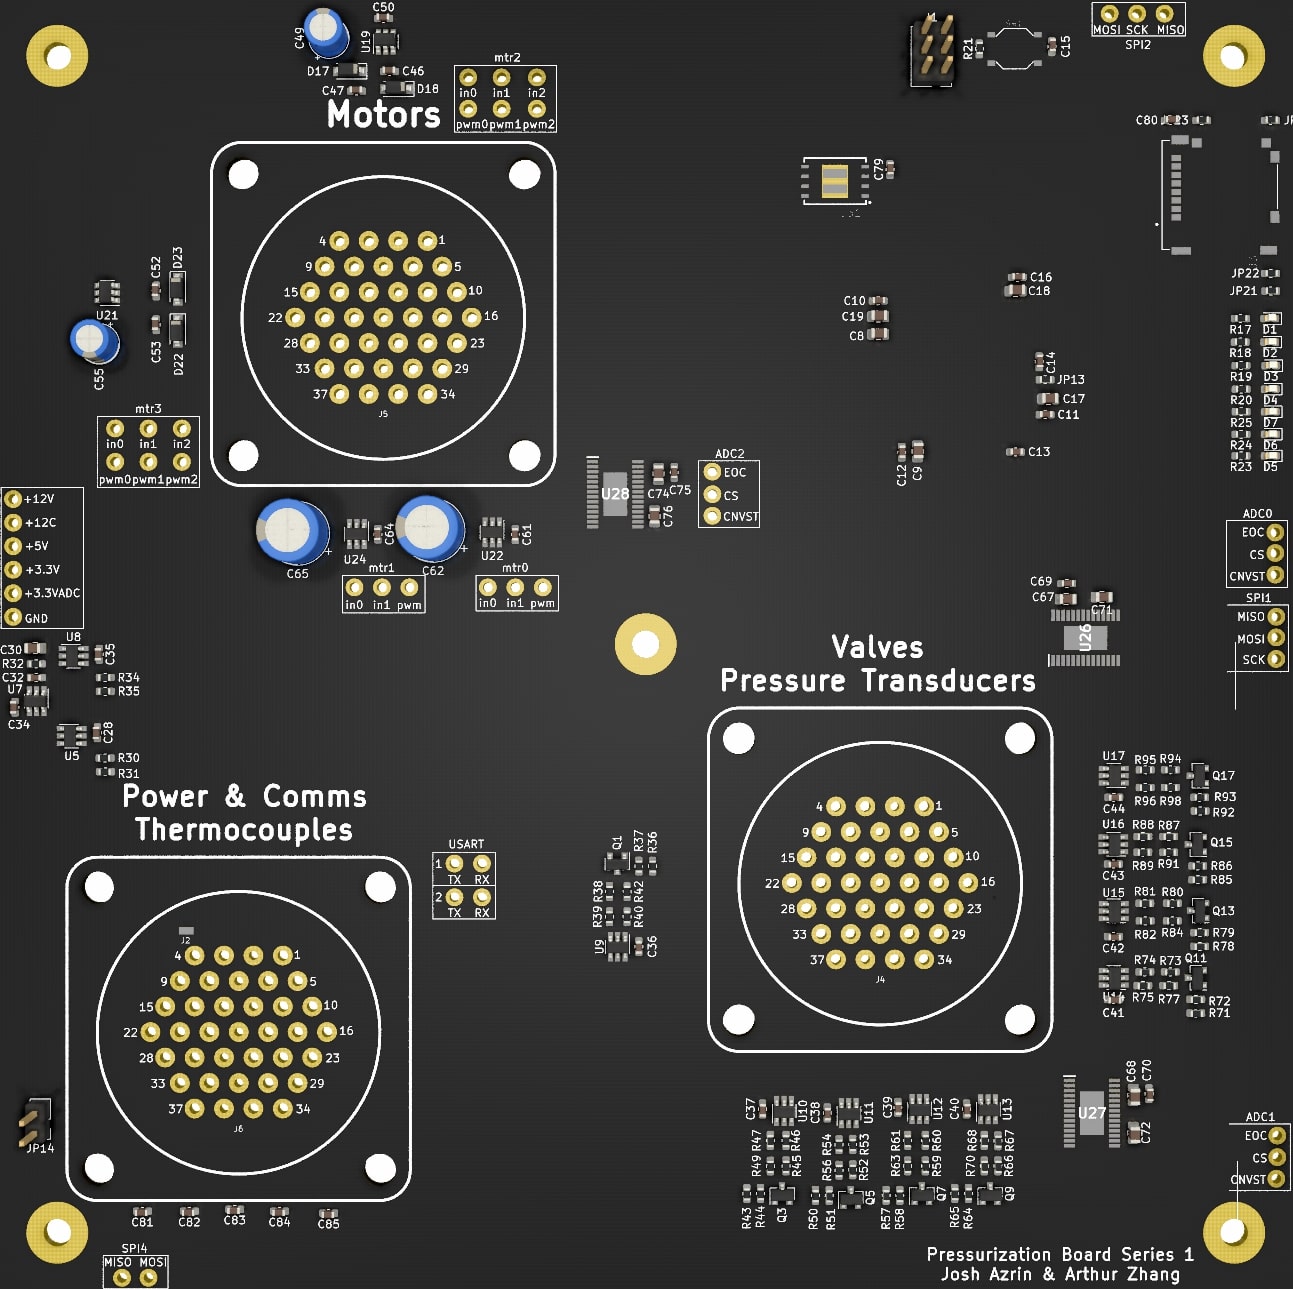 C50
C49
U19
D17
C46
C47
D18
Motors
mtr2
in0 in1 in2
pwm0 pwm1 pwm2
J1
R21
C15
MOSI SCK MISO
SPI2
C80
C79
4 1
9 5
15 10
22 16
28 23
33 29
37 34
J5
C52
D23
U21
C53
D22
C55
mtr3
in0 in1 in2
pwm0 pwm1 pwm2
C16
C18
C10
C19
C8
C14
JP13
C17
C11
C13
C12
C9
JP22
JP21
R17 D1
R18 D2
R19 D3
R20 D4
R25 D7
R24 D6
R23 D5
+12V
+12C
+5V
+3.3V
+3.3VADC
GND
C65
U24
C64
C62
U22
C61
mtr1
in0 in1 pwm
mtr0
in0 in1 pwm
U28
C74
C75
C76
ADC2
EOC
CS
CNVST
ADC0
EOC
CS
CNVST
SPI1
MISO
MOSI
SCK
C69
C67
C71
U26
U8
C30
R32
C32
U7
C34
C35
R34
R35
U5
C28
R30
R31
Valves
Pressure Transducers
4 1
9 5
15 10
22 16
28 23
33 29
37 34
J4
Power & Comms
Thermocouples
J2
4 1
9 5
15 10
22 16
28 23
33 29
37 34
J6
USART
1
TX RX
2
TX RX
Q1
R37
R36
R38
R42
R39
R40
U9
C36
U17
R95
R94
Q17
C44
R96
R98
R93
R92
U16
R88
R87
Q15
C43
R89
R91
R86
R85
U15
R81
R80
Q13
C42
R82
R84
R79
R78
R74
R73
Q11
C41
R75
R77
R72
R71
JP14
C81
C82
C83
C84
C85
SPI4
MISO MOSI
C37
U10
C38
U11
C39
U12
C40
U13
R47
R46
R54
R53
R61
R60
R68
R67
R49
R45
R56
R52
R63
R59
R70
R66
R43
R44
Q3
R50
R51
Q5
R57
R58
Q7
R65
R64
Q9
U27
C68
C70
C72
ADC1
EOC
CS
CNVST
Pressurization Board Series 1
Josh Azrin & Arthur Zhang